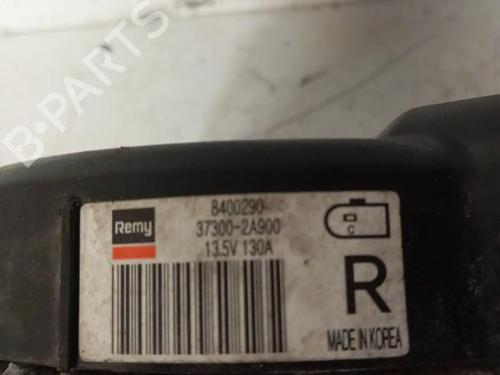 B-PARTS
8400290
Remy
37300-2A900
13.5V 130A
C
R
MADE IN KOREA